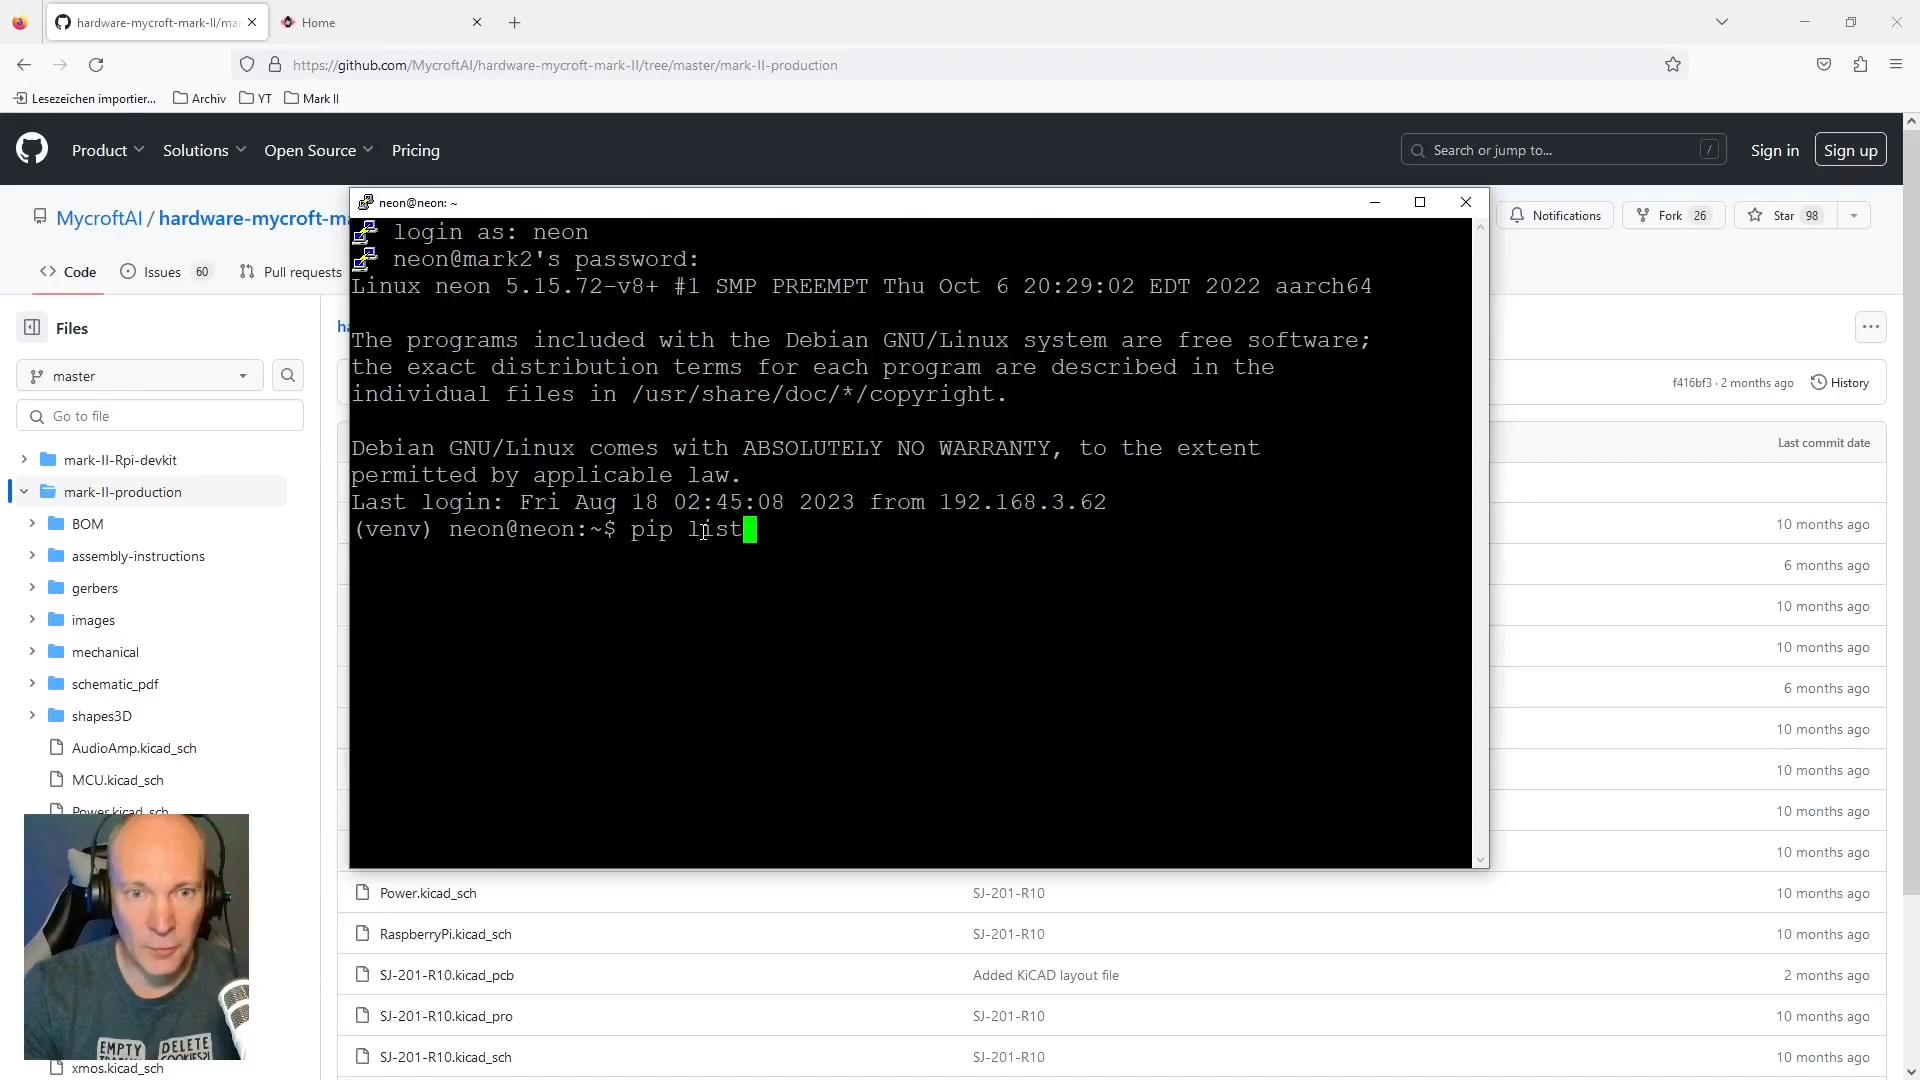 hardware-mycroft-mark-II/mar
Home
https://github.com/MycroftAI/hardware-mycroft-mark-II/tree/master/mark-II-production
Lesezeichen importier...
Archiv
YT
Mark II
Product
Solutions
Open Source
Pricing
Search or jump to...
/
Sign in
Sign up
MycroftAI / hardware-mycroft-ma
Notifications
Fork 26
Star 98
Code
Issues 60
Pull requests
neon@neon: ~
login as: neon
neon@mark2's password:
Linux neon 5.15.72-v8+ #1 SMP PREEMPT Thu Oct 6 20:29:02 EDT 2022 aarch64
The programs included with the Debian GNU/Linux system are free software;
the exact distribution terms for each program are described in the
individual files in /usr/share/doc/*/copyright.
Debian GNU/Linux comes with ABSOLUTELY NO WARRANTY, to the extent
permitted by applicable law.
Last login: Fri Aug 18 02:45:08 2023 from 192.168.3.62
(venv) neon@neon:~$ pip list
Files
master
Go to file
mark-II-Rpi-devkit
mark-II-production
BOM
assembly-instructions
gerbers
images
mechanical
schematic_pdf
shapes3D
AudioAmp.kicad_sch
MCU.kicad_sch
Power.kicad_sch
xmos.kicad_sch
ha
f416bf3 · 2 months ago
History
Last commit date
10 months ago
6 months ago
10 months ago
10 months ago
6 months ago
10 months ago
10 months ago
10 months ago
10 months ago
Power.kicad_sch SJ-201-R10 10 months ago
RaspberryPi.kicad_sch SJ-201-R10 10 months ago
SJ-201-R10.kicad_pcb Added KiCAD layout file 2 months ago
SJ-201-R10.kicad_pro SJ-201-R10 10 months ago
SJ-201-R10.kicad_sch SJ-201-R10 10 months ago
EMPTY
DELETE